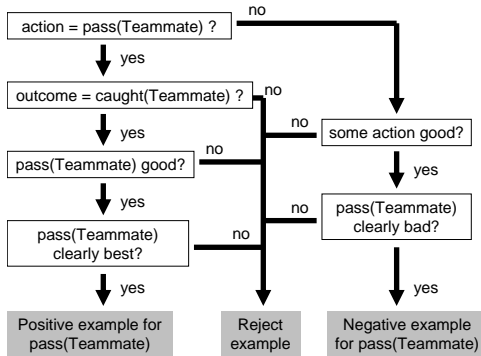 action = pass(Teammate) ?
no
yes
outcome = caught(Teammate) ?
no
yes
no
some action good?
pass(Teammate) good?
no
yes
yes
pass(Teammate)
clearly best?
no
no
pass(Teammate)
clearly bad?
yes
yes
Positive example for
pass(Teammate)
Reject
example
Negative example
for pass(Teammate)